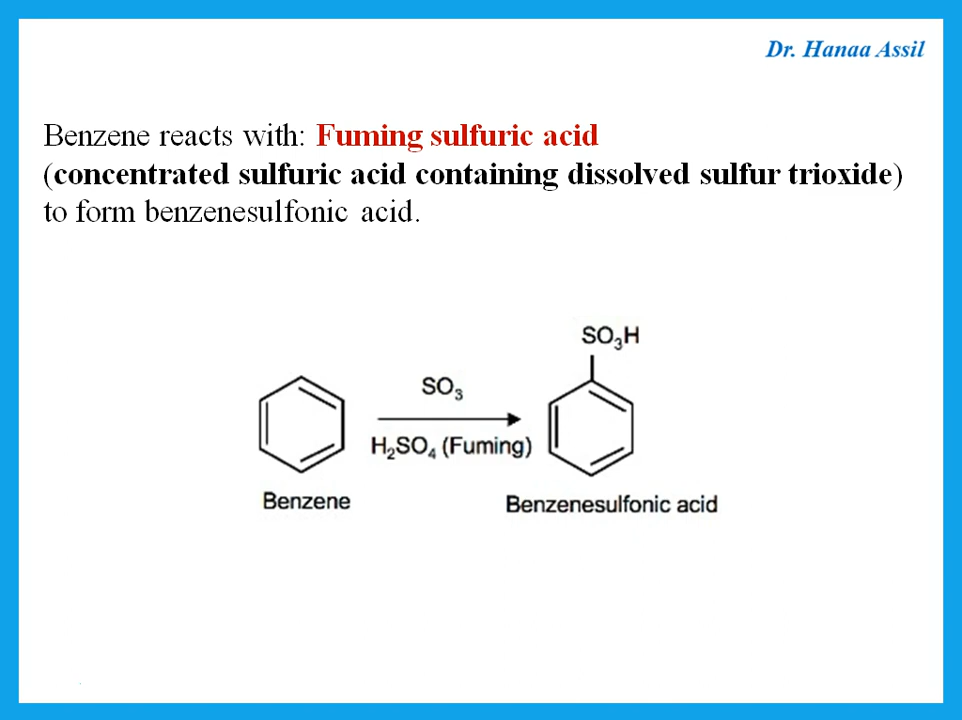 Dr. Hanaa Assil
Benzene reacts with: Fuming sulfuric acid
(concentrated sulfuric acid containing dissolved sulfur trioxide)
to form benzenesulfonic acid.
SO₃H
SO₃
H₂SO₄ (Fuming)
Benzene
Benzenesulfonic acid